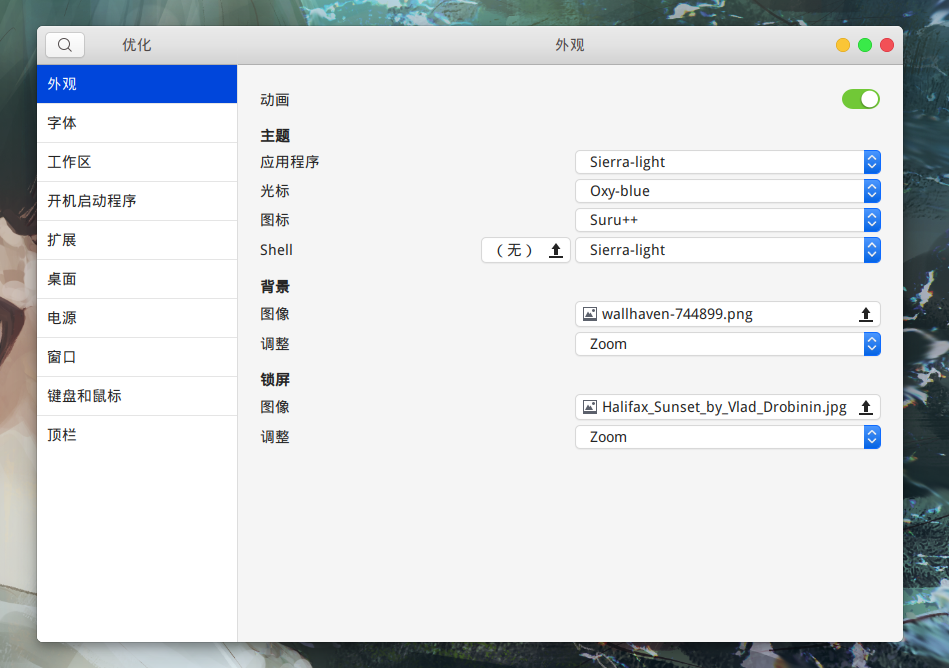 优化
外观
外观
字体
工作区
开机启动程序
扩展
桌面
电源
窗口
键盘和鼠标
顶栏
动画
主题
应用程序 Sierra-light
光标 Oxy-blue
图标 Suru++
Shell （无） Sierra-light
背景
图像 wallhaven-744899.png
调整 Zoom
锁屏
图像 Halifax_Sunset_by_Vlad_Drobinin.jpg
调整 Zoom